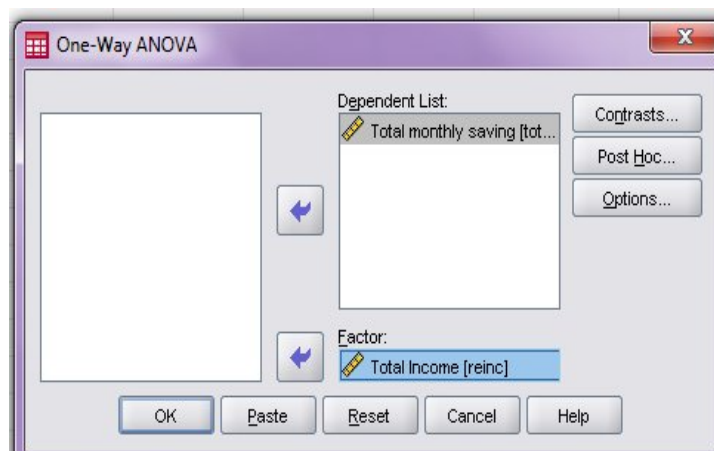 One-Way ANOVA
X
Dependent List:
Total monthly saving [tot...
Contrasts...
Post Hoc...
Options...
Factor:
Total Income [reinc]
OK Paste Reset Cancel Help